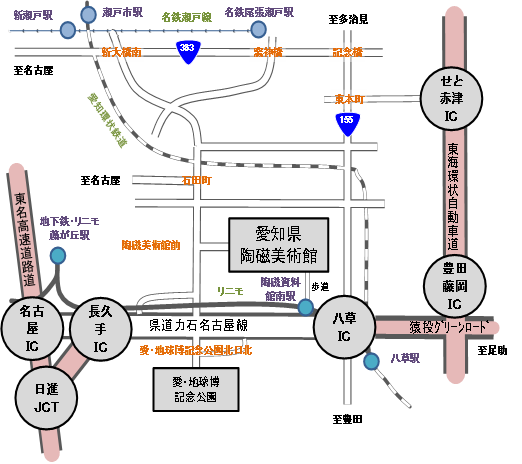 新瀬戸駅
瀬戸市駅
名鉄瀬戸線
名鉄尾張瀬戸駅
至多治見
新大橋南
383
記念橋
至名古屋
せと
赤津
IC
東本町
155
愛知環状鉄道
東海環状自動車道
至名古屋
石田町
東名高速道路道
地下鉄・リニモ
藤が丘駅
陶磁美術館前
愛知県
陶磁美術館
リニモ
陶磁資料
館南駅
歩道
豊田
藤岡
IC
名古
屋
IC
長久
手
IC
県道力石名古屋線
八草
IC
猿投グリーンロード
至足助
愛・地球博記念公園北口北
八草駅
日進
JCT
愛・地球博
記念公園
至豊田